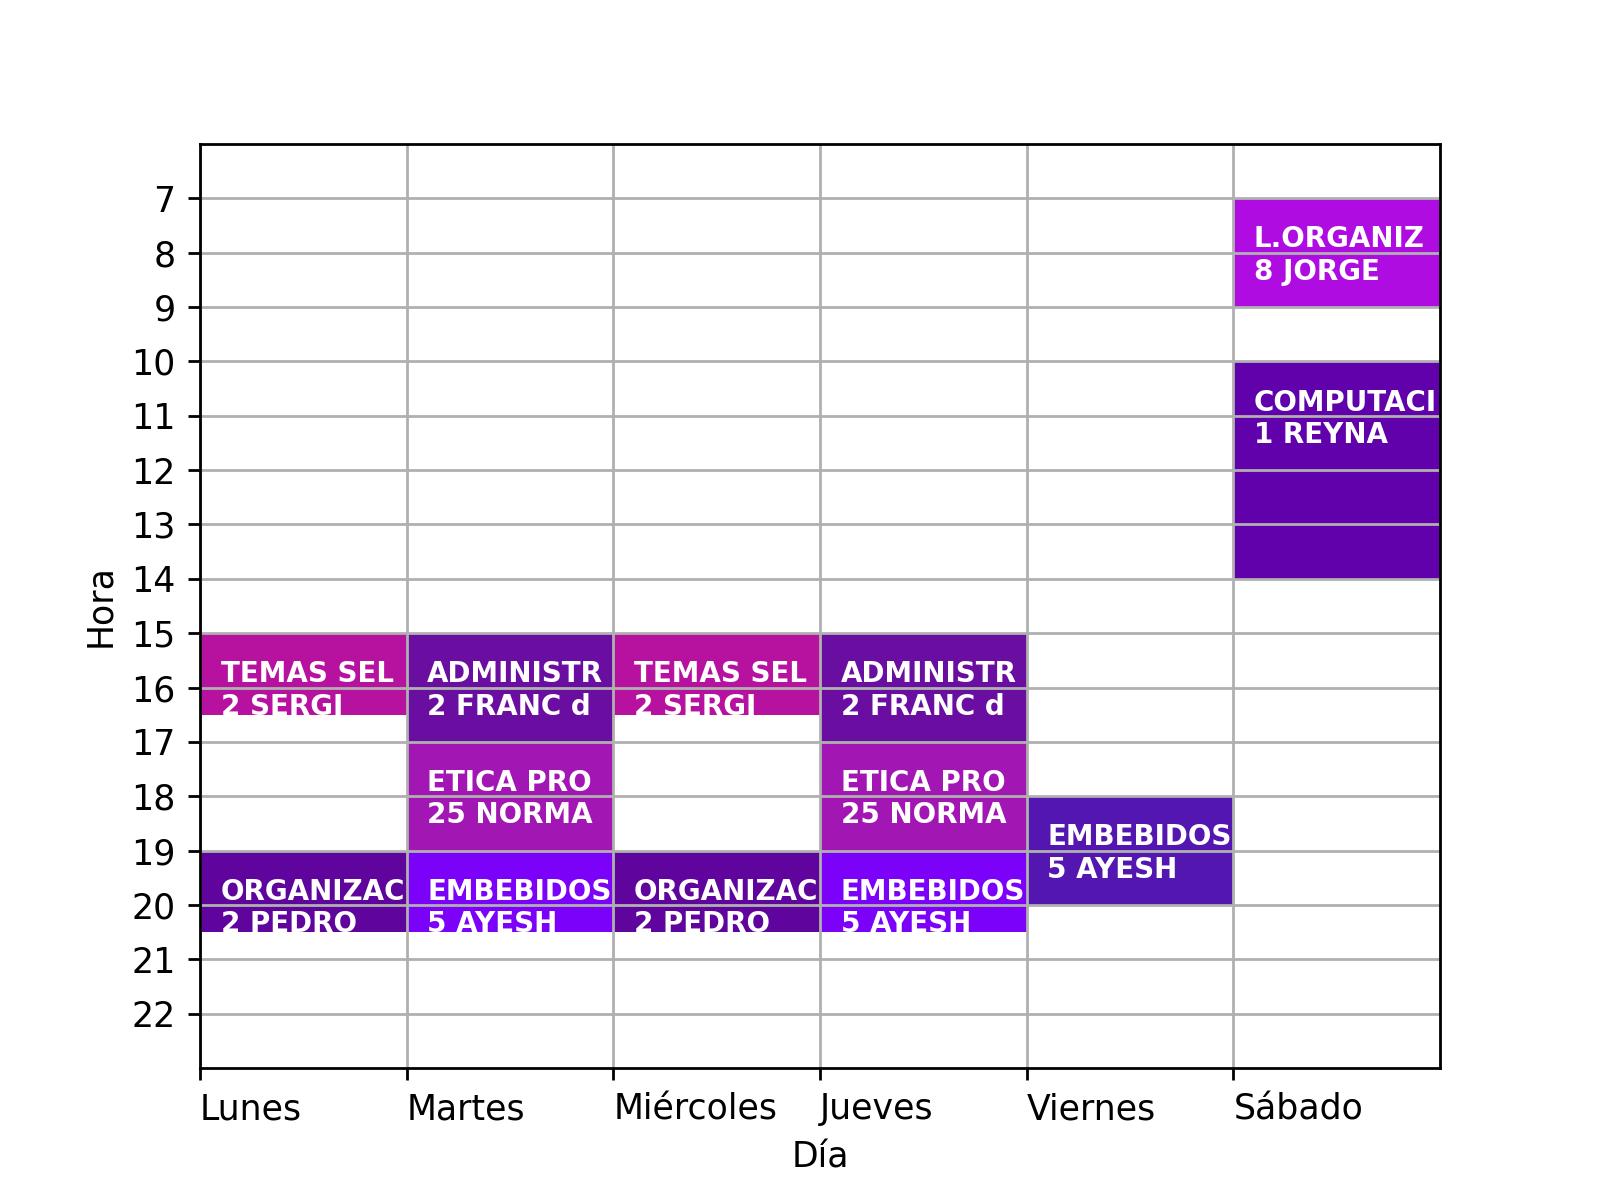 7
8
9
10
11
12
13
14
15
16
17
18
19
20
21
22
Hora
L.ORGANIZ
8 JORGE
COMPUTACI
1 REYNA
TEMAS SEL
2 SERGI
ADMINISTR
2 FRANC d
TEMAS SEL
2 SERGI
ADMINISTR
2 FRANC d
ETICA PRO
25 NORMA
ETICA PRO
25 NORMA
EMBEBIDOS
5 AYESH
ORGANIZAC
2 PEDRO
EMBEBIDOS
5 AYESH
ORGANIZAC
2 PEDRO
EMBEBIDOS
5 AYESH
Lunes
Martes
Miércoles
Jueves
Viernes
Sábado
Día